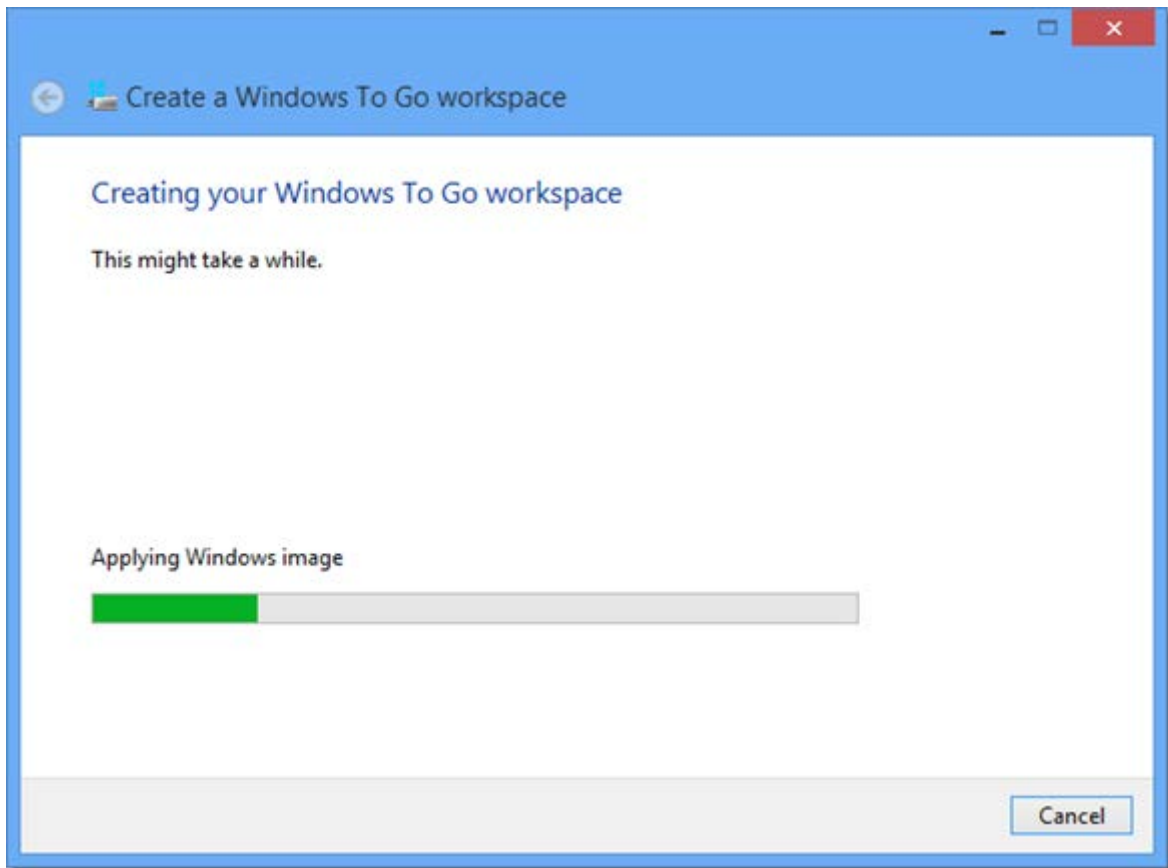 Create a Windows To Go workspace
Creating your Windows To Go workspace
This might take a while.
Applying Windows image
Cancel